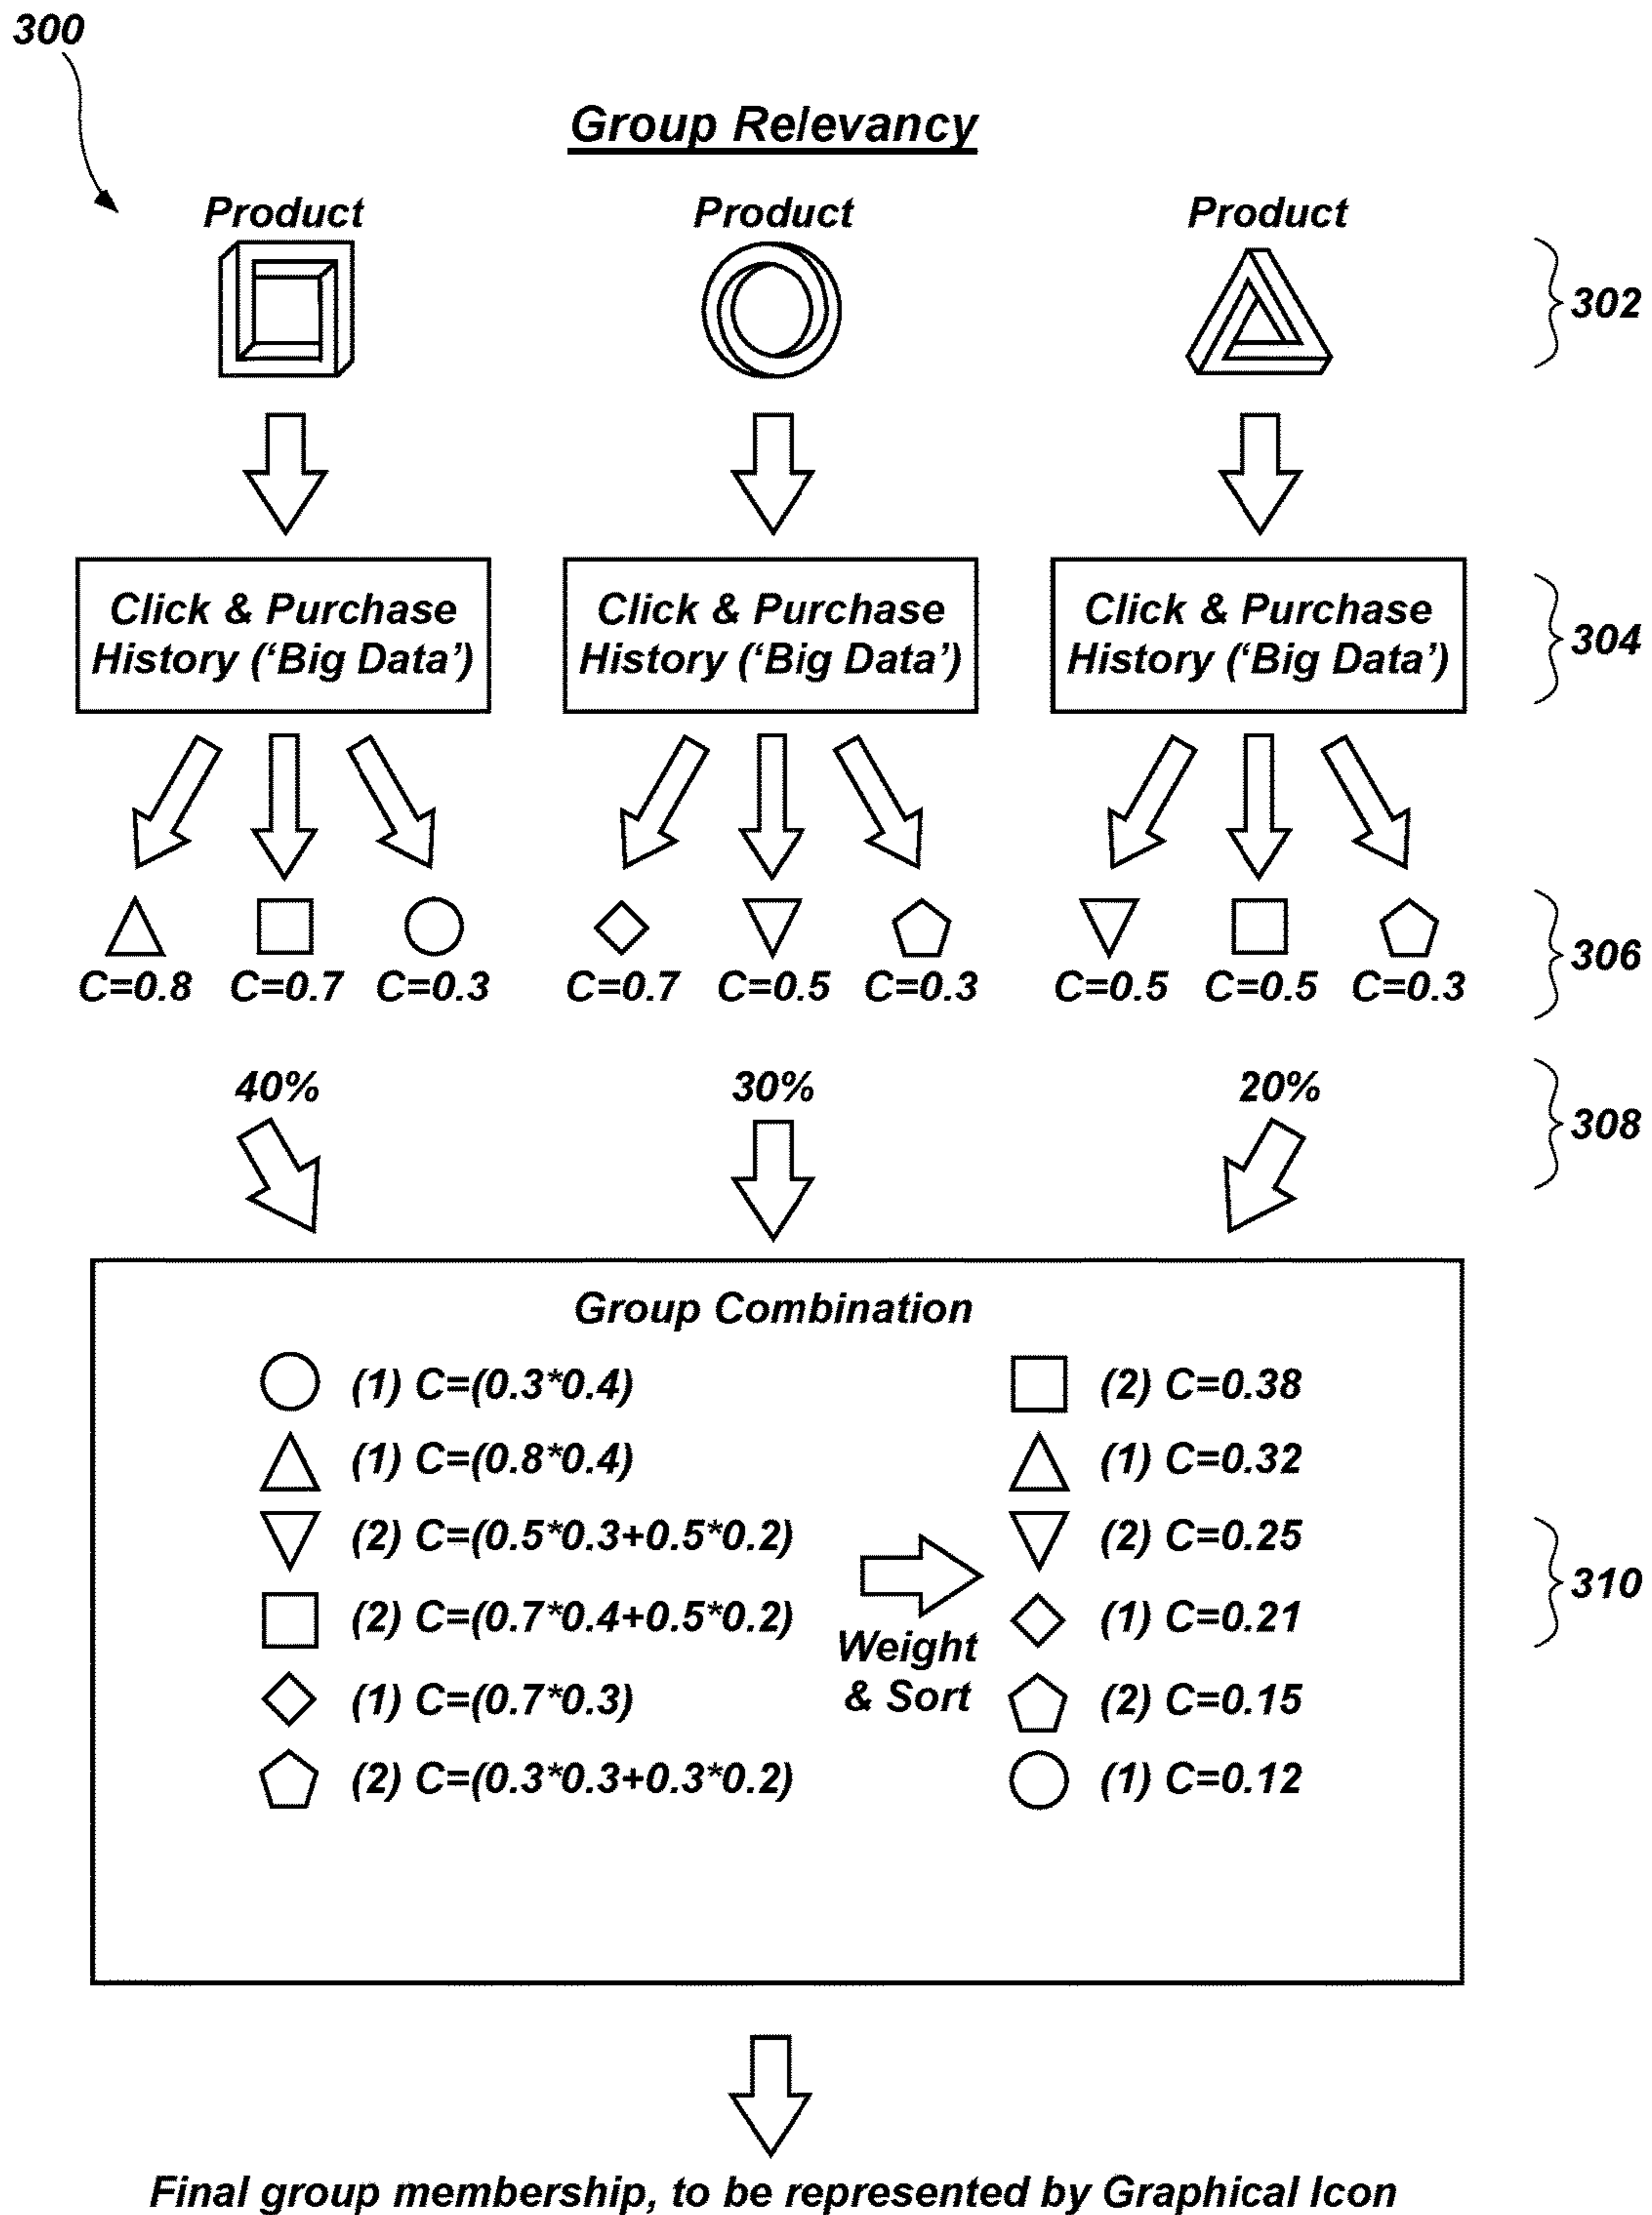 300
Group Relevancy
Product Product Product
302
Click & Purchase
History (‘Big Data’)
Click & Purchase
History (‘Big Data’)
Click & Purchase
History (‘Big Data’)
304
C=0.8 C=0.7 C=0.3 C=0.7 C=0.5 C=0.3 C=0.5 C=0.5 C=0.3
306
40% 30% 20%
308
Group Combination
(1) C=(0.3*0.4)
(1) C=(0.8*0.4)
(2) C=(0.5*0.3+0.5*0.2)
(2) C=(0.7*0.4+0.5*0.2)
(1) C=(0.7*0.3)
(2) C=(0.3*0.3+0.3*0.2)
Weight
& Sort
(2) C=0.38
(1) C=0.32
(2) C=0.25
(1) C=0.21
(2) C=0.15
(1) C=0.12
310
Final group membership, to be represented by Graphical Icon